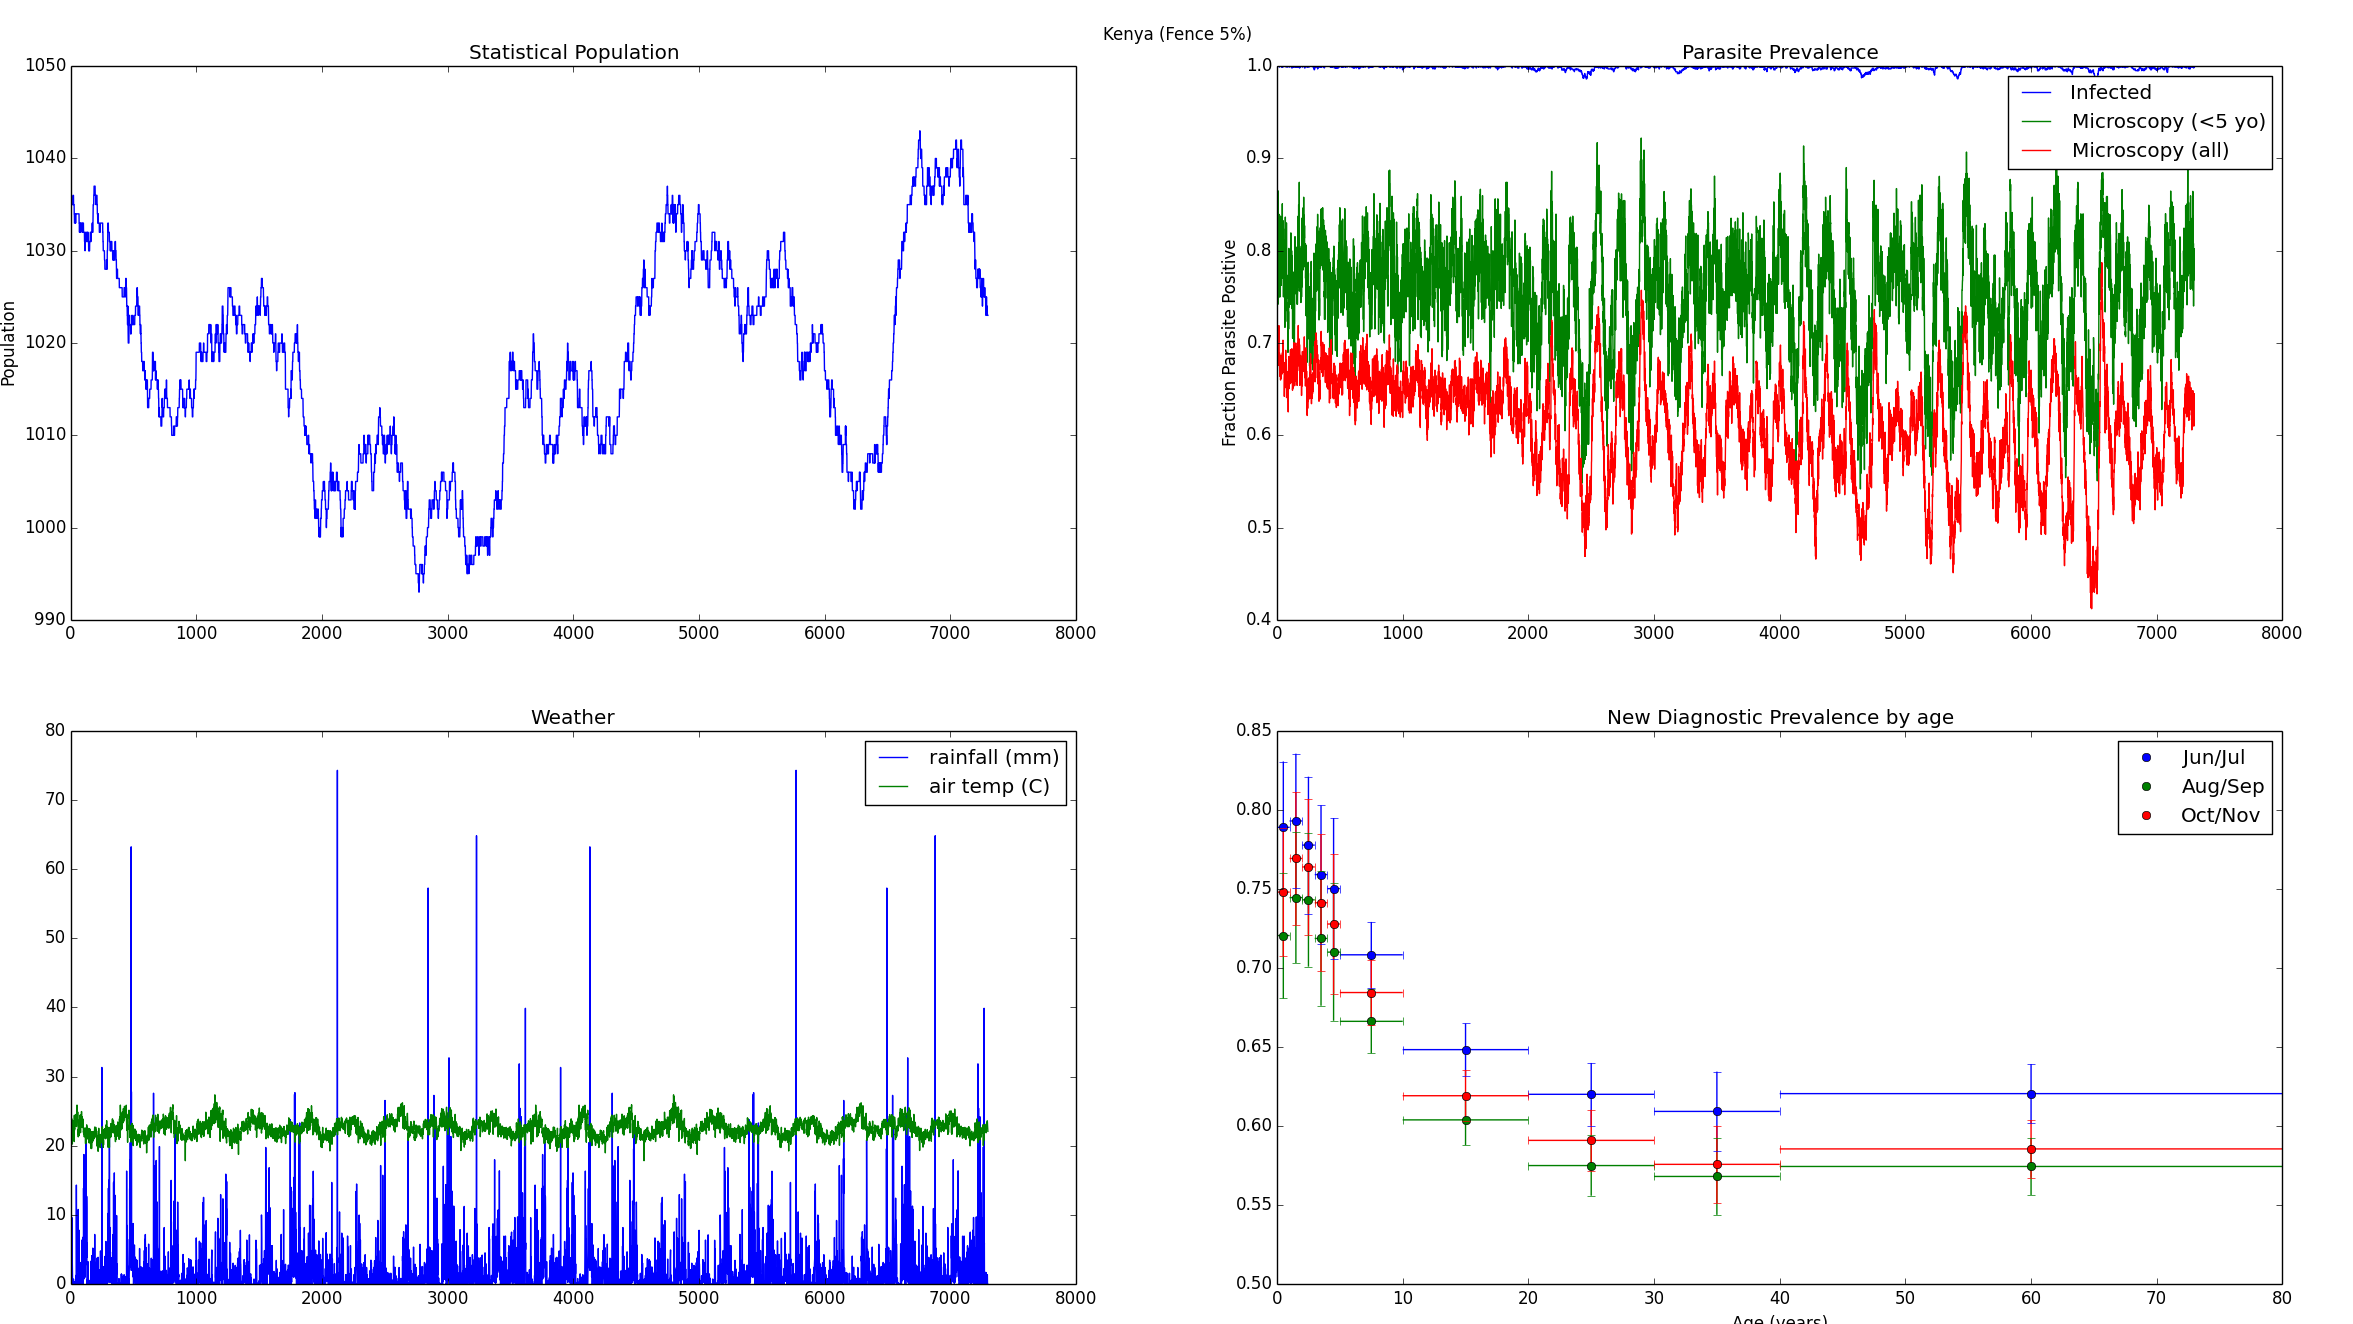 Kenya (Fence 5%)
Statistical Population
1050
1040
1030
1020
1010
1000
990
Population
0 1000 2000 3000 4000 5000 6000 7000 8000
Parasite Prevalence
1.0
0.9
0.8
0.7
0.6
0.5
0.4
Fraction Parasite Positive
Infected
Microscopy (<5 yo)
Microscopy (all)
0 1000 2000 3000 4000 5000 6000 7000 8000
Weather
80
70
60
50
40
30
20
10
0
rainfall (mm)
air temp (C)
0 1000 2000 3000 4000 5000 6000 7000 8000
New Diagnostic Prevalence by age
0.85
0.80
0.75
0.70
0.65
0.60
0.55
0.50
Jun/Jul
Aug/Sep
Oct/Nov
0 10 20 30 40 50 60 70 80
Age (years)